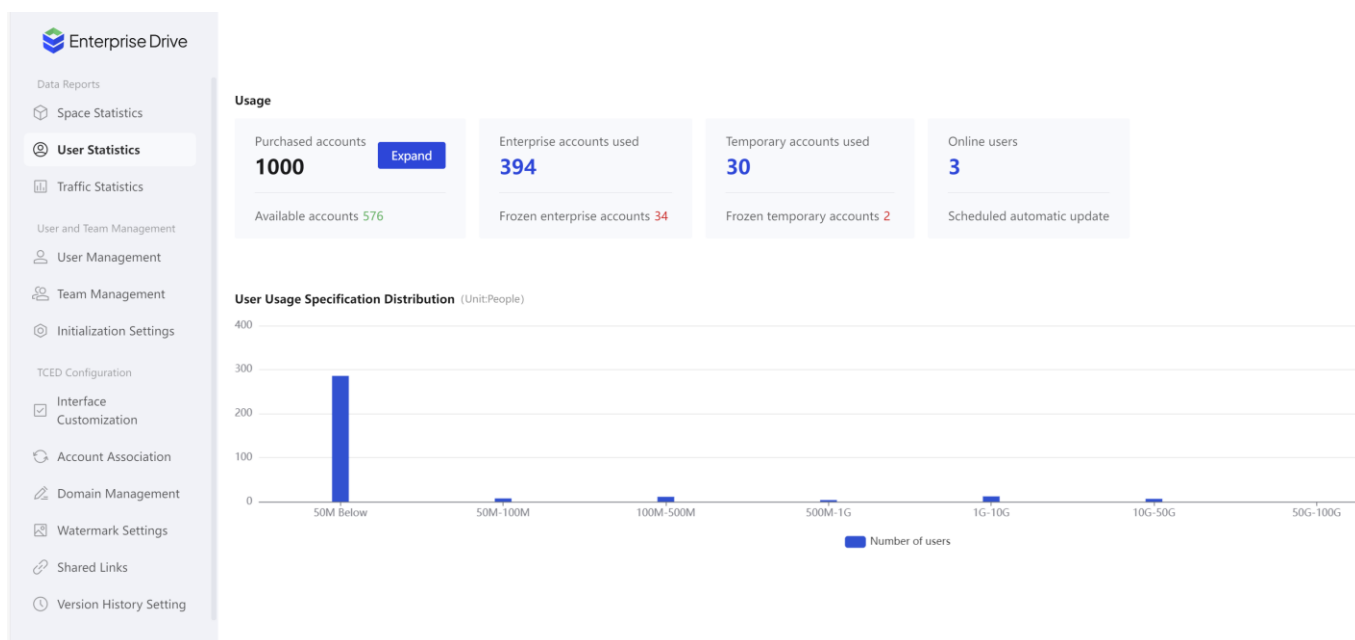 Enterprise Drive
Data Reports
Space Statistics
User Statistics
Traffic Statistics
User and Team Management
User Management
Team Management
Initialization Settings
TCED Configuration
Interface
Customization
Account Association
Domain Management
Watermark Settings
Shared Links
Version History Setting
Usage
Purchased accounts
1000
Expand
Available accounts 576
Enterprise accounts used
394
Frozen enterprise accounts 34
Temporary accounts used
30
Frozen temporary accounts 2
Online users
3
Scheduled automatic update
User Usage Specification Distribution (Unit:People)
400
300
200
100
0
50M Below 50M-100M 100M-500M 500M-1G 1G-10G 10G-50G 50G-100G
Number of users